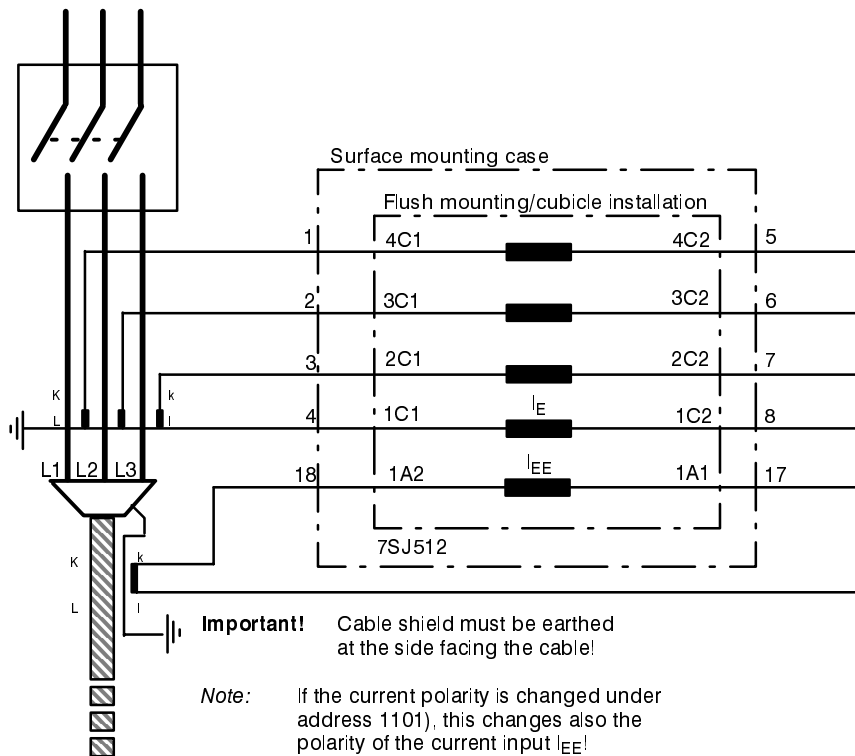 Surface mounting case
Flush mounting/cubicle installation
1 4C1 4C2 5
2 3C1 3C2 6
3 2C1 2C2 7
K k
L l
4 1C1 IE 1C2 8
L1 L2 L3
18 1A2 IEE 1A1 17
7SJ512
K k
L l
Important! Cable shield must be earthed
at the side facing the cable!
Note: If the current polarity is changed under
address 1101), this changes also the
polarity of the current input IEE!